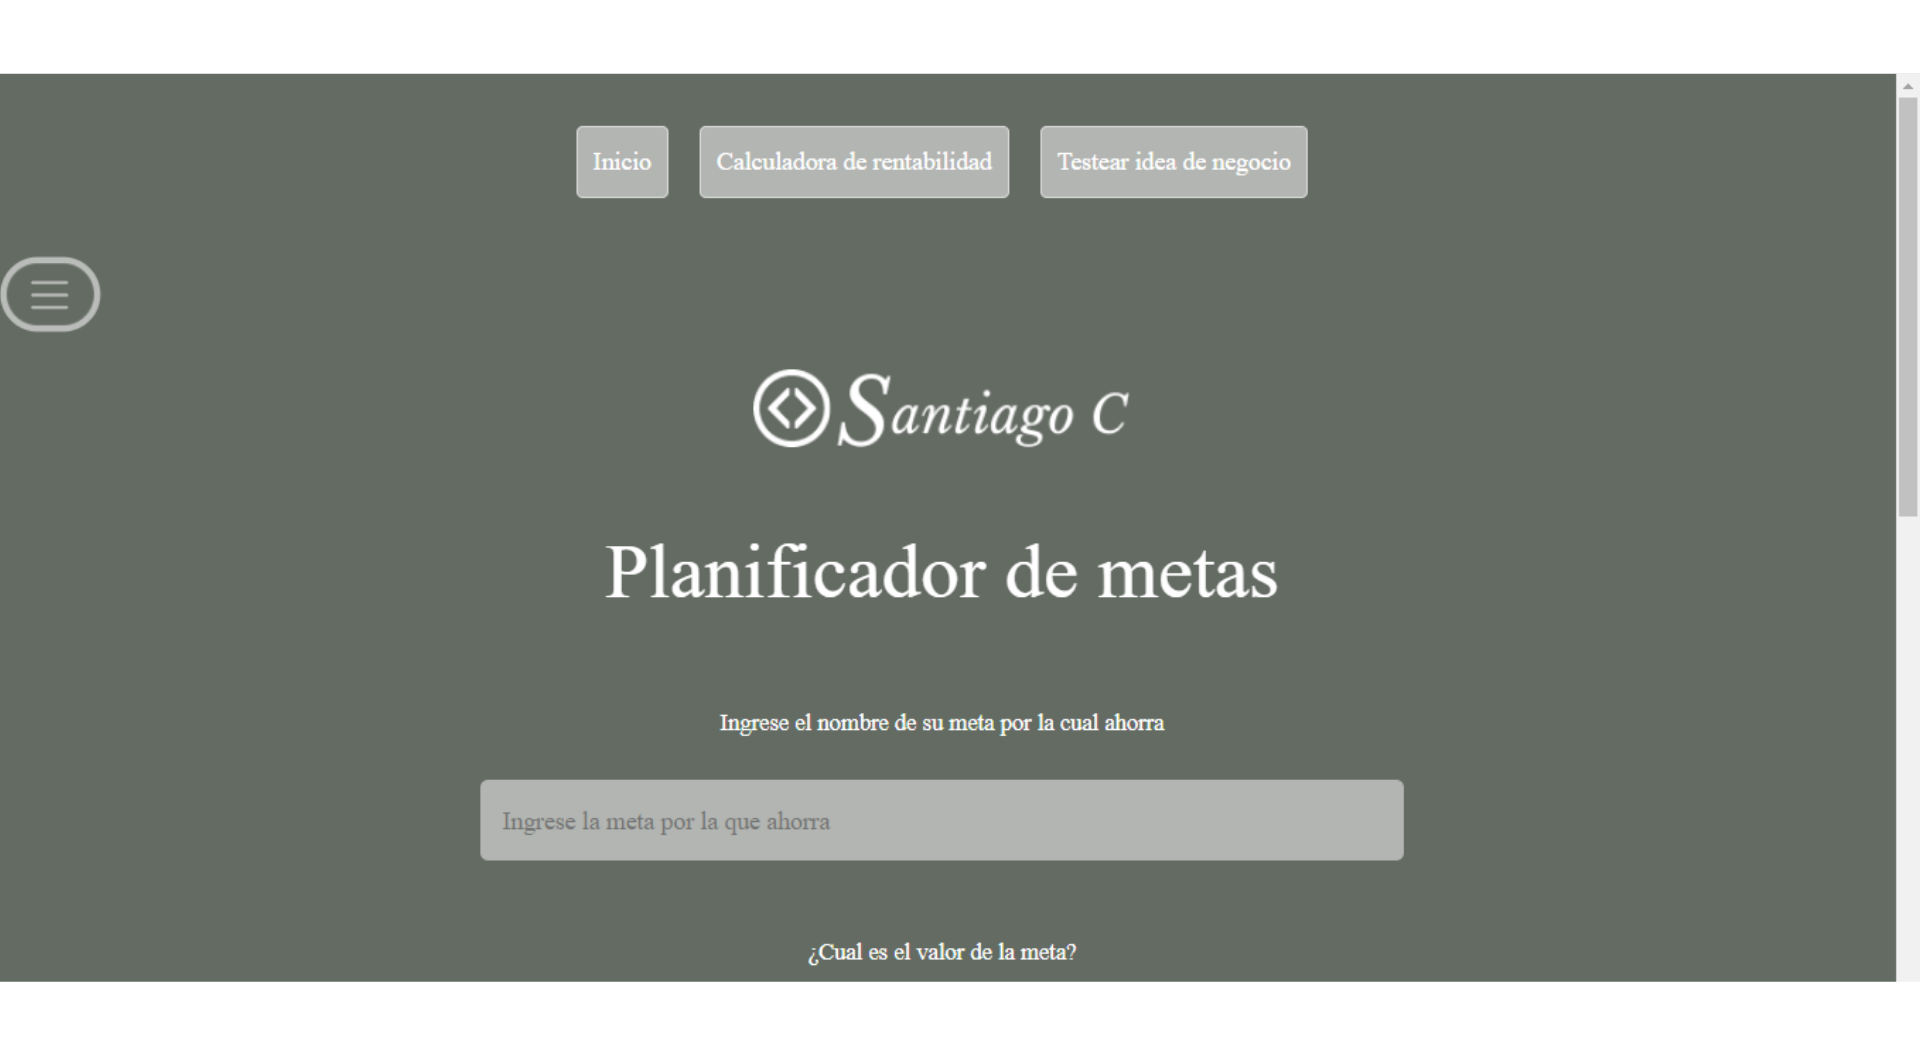 Inicio
Calculadora de rentabilidad
Testear idea de negocio
Santiago C
Planificador de metas
Ingrese el nombre de su meta por la cual ahorra
Ingrese la meta por la que ahorra
¿Cual es el valor de la meta?